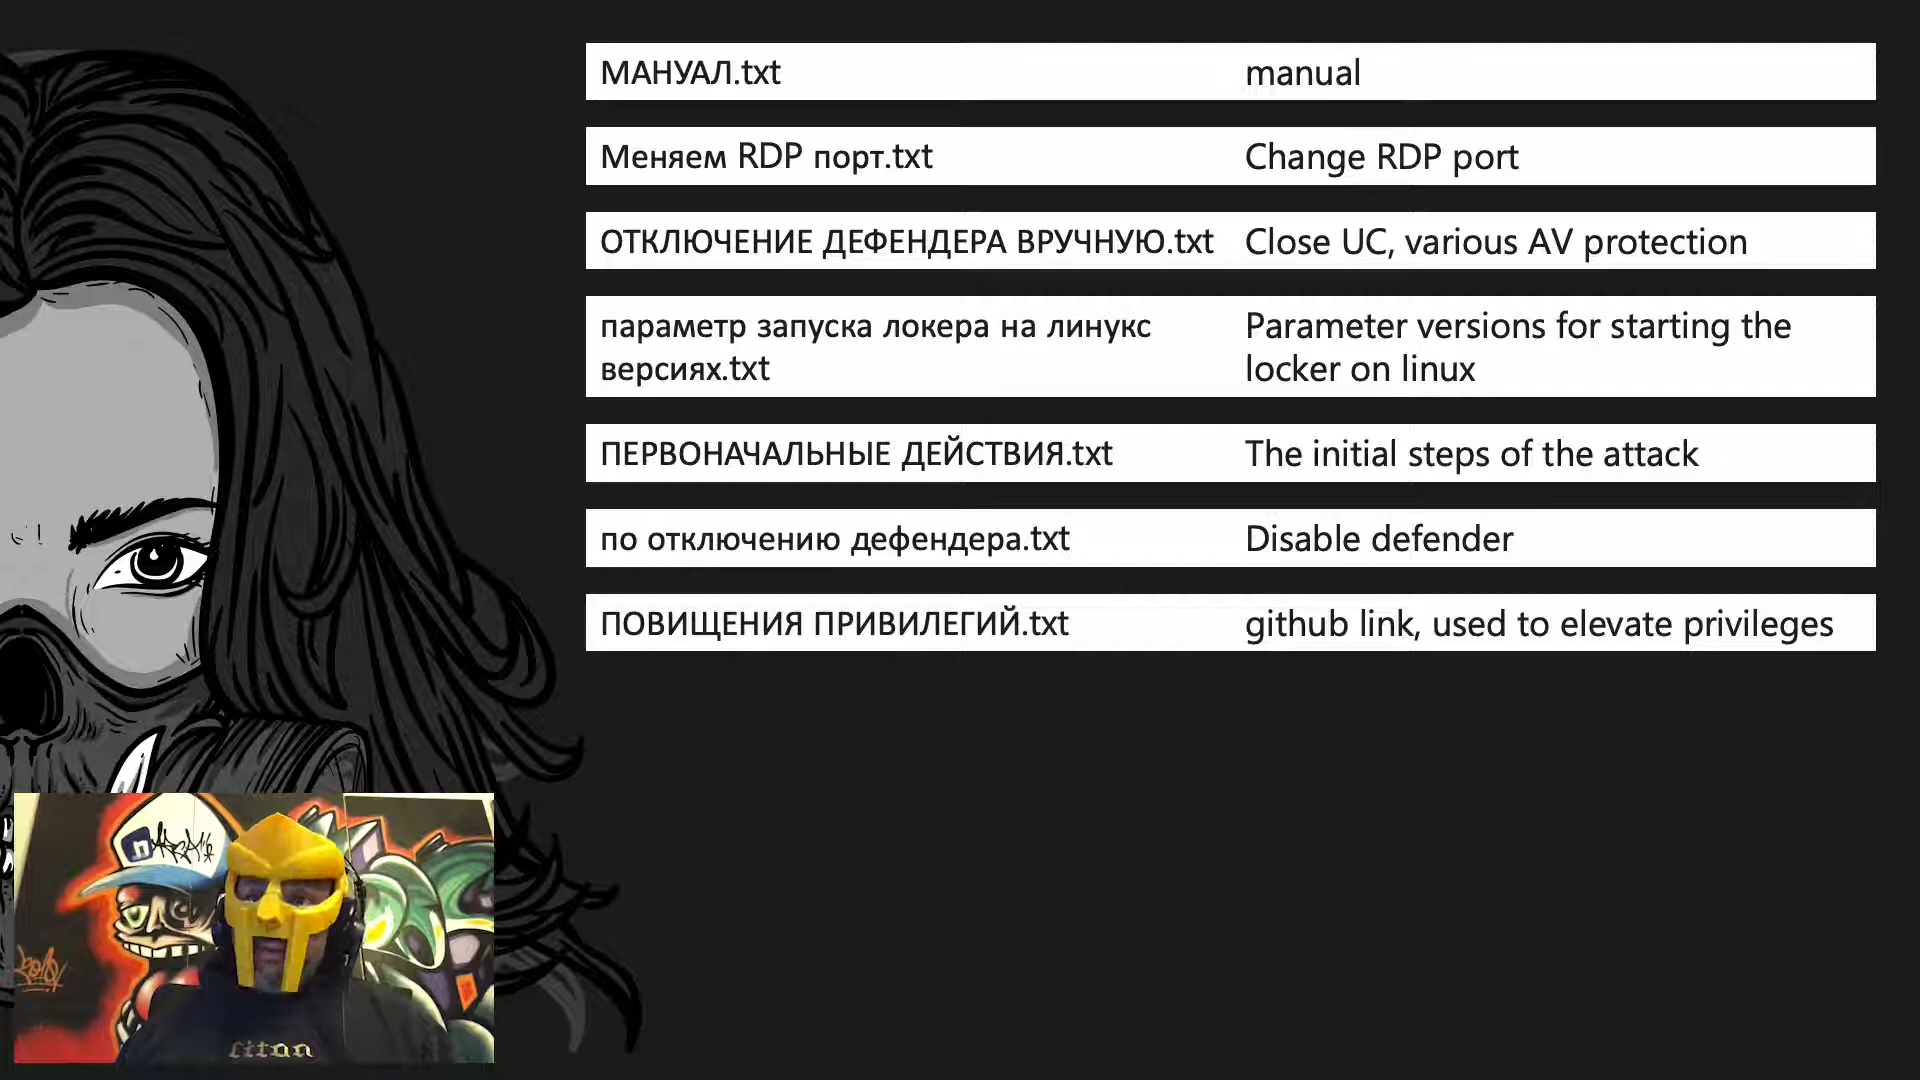 МАНУАЛ.txt manual
Меняем RDP порт.txt Change RDP port
ОТКЛЮЧЕНИЕ ДЕФЕНДЕРА ВРУЧНУЮ.txt Close UC, various AV protection
параметр запуска локера на линукс Parameter versions for starting the
версиях.txt locker on linux
ПЕРВОНАЧАЛЬНЫЕ ДЕЙСТВИЯ.txt The initial steps of the attack
по отключению дефендера.txt Disable defender
ПОВИЩЕНИЯ ПРИВИЛЕГИЙ.txt github link, used to elevate privileges
titan